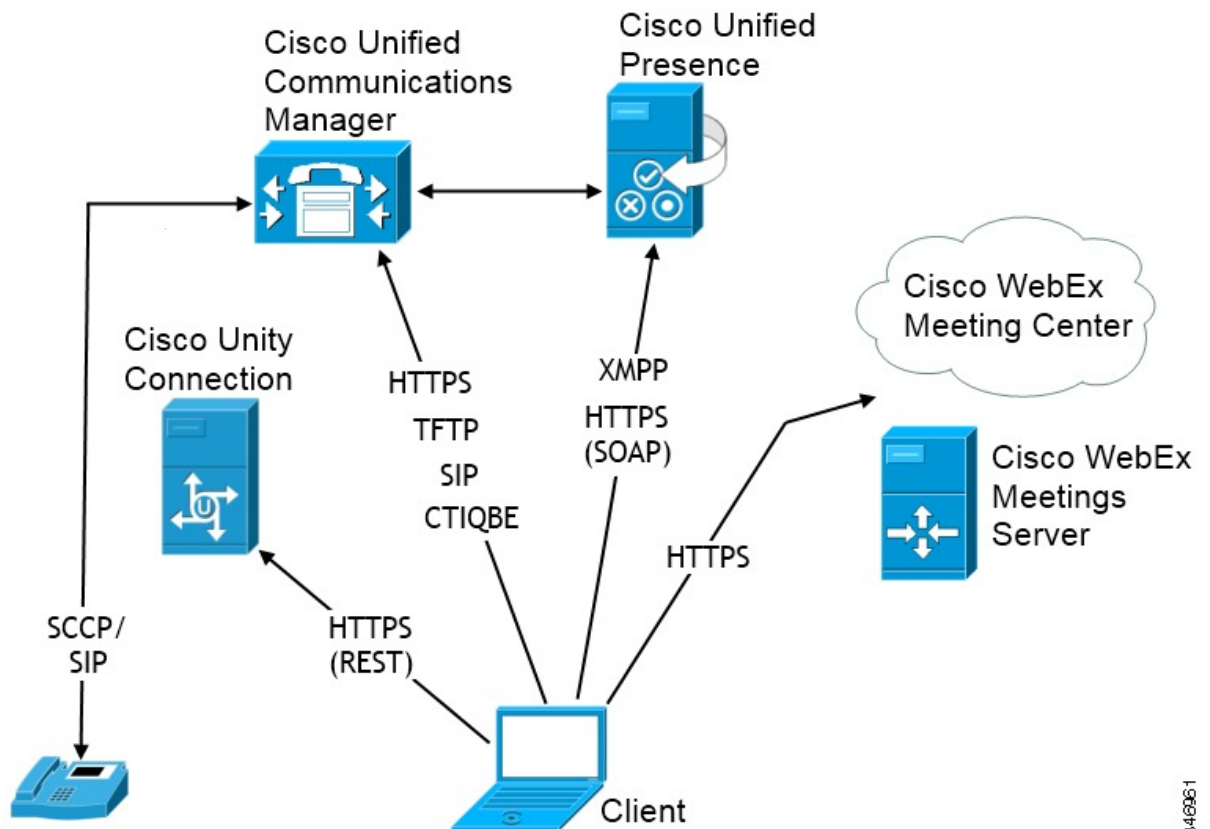 Cisco Unified
Communications
Manager
Cisco Unified
Presence
Cisco WebEx
Meeting Center
Cisco Unity
Connection
HTTPS
TFTP
SIP
CTIQBE
XMPP
HTTPS
(SOAP)
Cisco WebEx
Meetings
Server
HTTPS
SCCP/
SIP
HTTPS
(REST)
U
Client